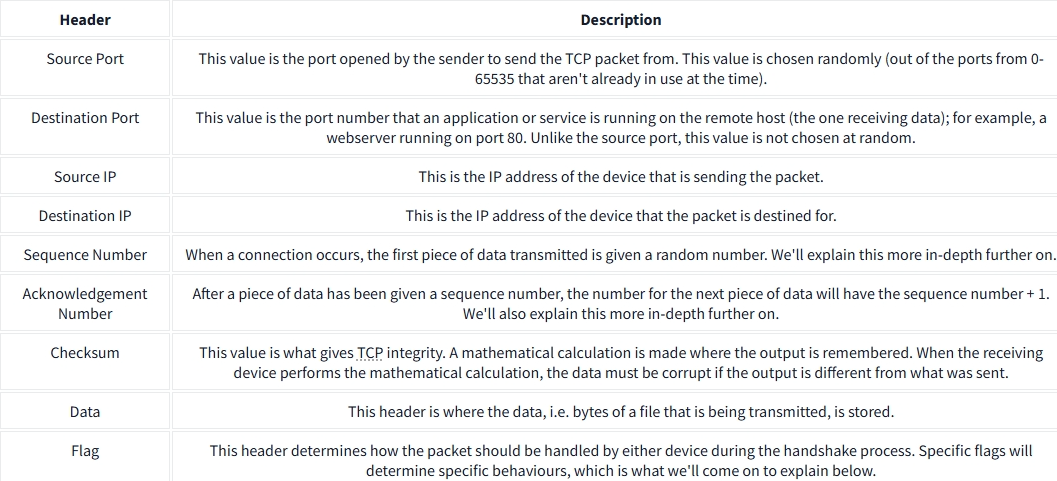 Header Description
Source Port This value is the port opened by the sender to send the TCP packet from. This value is chosen randomly (out of the ports from 0-
65535 that aren't already in use at the time).
Destination Port This value is the port number that an application or service is running on the remote host (the one receiving data); for example, a
webserver running on port 80. Unlike the source port, this value is not chosen at random.
Source IP This is the IP address of the device that is sending the packet.
Destination IP This is the IP address of the device that the packet is destined for.
Sequence Number When a connection occurs, the first piece of data transmitted is given a random number. We'll explain this more in-depth further on.
Acknowledgement
Number
After a piece of data has been given a sequence number, the number for the next piece of data will have the sequence number + 1.
We'll also explain this more in-depth further on.
Checksum This value is what gives TCP integrity. A mathematical calculation is made where the output is remembered. When the receiving
device performs the mathematical calculation, the data must be corrupt if the output is different from what was sent.
Data This header is where the data, i.e. bytes of a file that is being transmitted, is stored.
Flag This header determines how the packet should be handled by either device during the handshake process. Specific flags will
determine specific behaviours, which is what we'll come on to explain below.